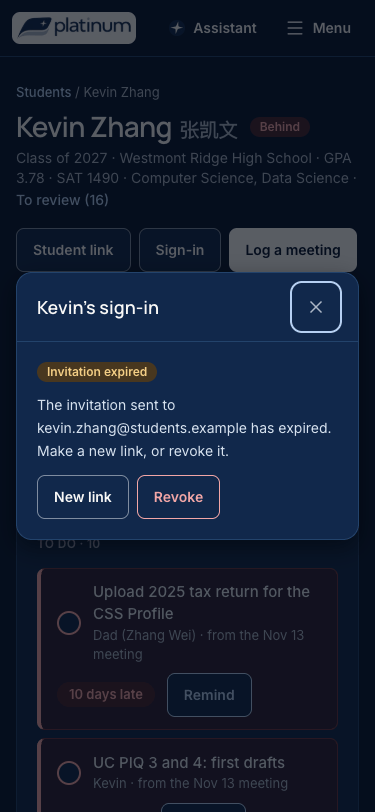 platinum
Assistant
Menu
Students / Kevin Zhang
Kevin Zhang 张凯文 Behind
Class of 2027 · Westmont Ridge High School · GPA
3.78 · SAT 1490 · Computer Science, Data Science ·
To review (16)
Student link
Sign-in
Log a meeting
Kevin's sign-in
Invitation expired
The invitation sent to
kevin.zhang@students.example has expired.
Make a new link, or revoke it.
New link
Revoke
To do · 10
Upload 2025 tax return for the
CSS Profile
Dad (Zhang Wei) · from the Nov 13
meeting
10 days late
Remind
UC PIQ 3 and 4: first drafts
Kevin · from the Nov 13 meeting